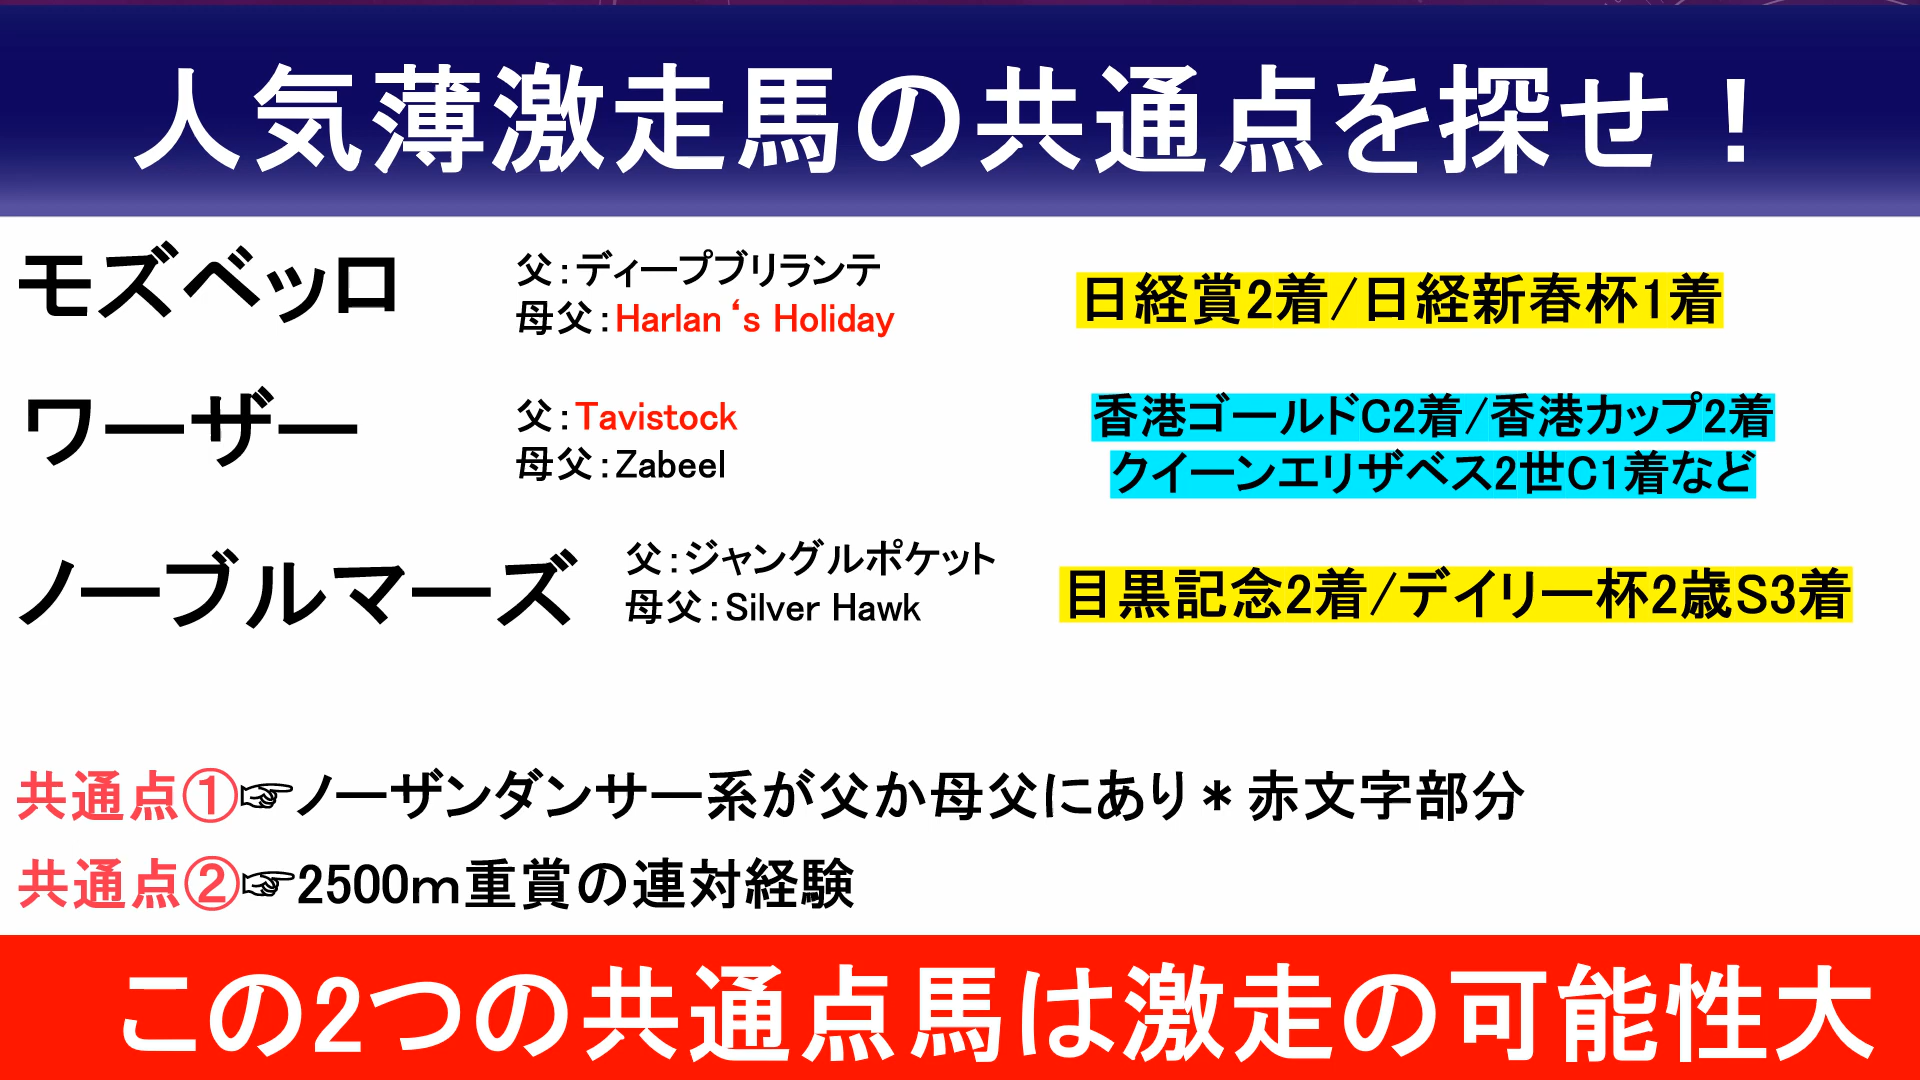 人気薄激走馬の共通点を探せ！
モズベッロ
父：ディープブリランテ
母父：Harlan‘s Holiday
日経賞2着/日経新春杯1着
ワーザー
父：Tavistock
母父：Zabeel
香港ゴールドC2着/香港カップ2着
クイーンエリザベス2世C1着など
ノーブルマーズ
父：ジャングルポケット
母父：Silver Hawk
目黒記念2着/デイリー杯2歳S3着
共通点①☞ノーザンダンサー系が父か母父にあり＊赤文字部分
共通点②☞2500ｍ重賞の連対経験
この2つの共通点馬は激走の可能性大